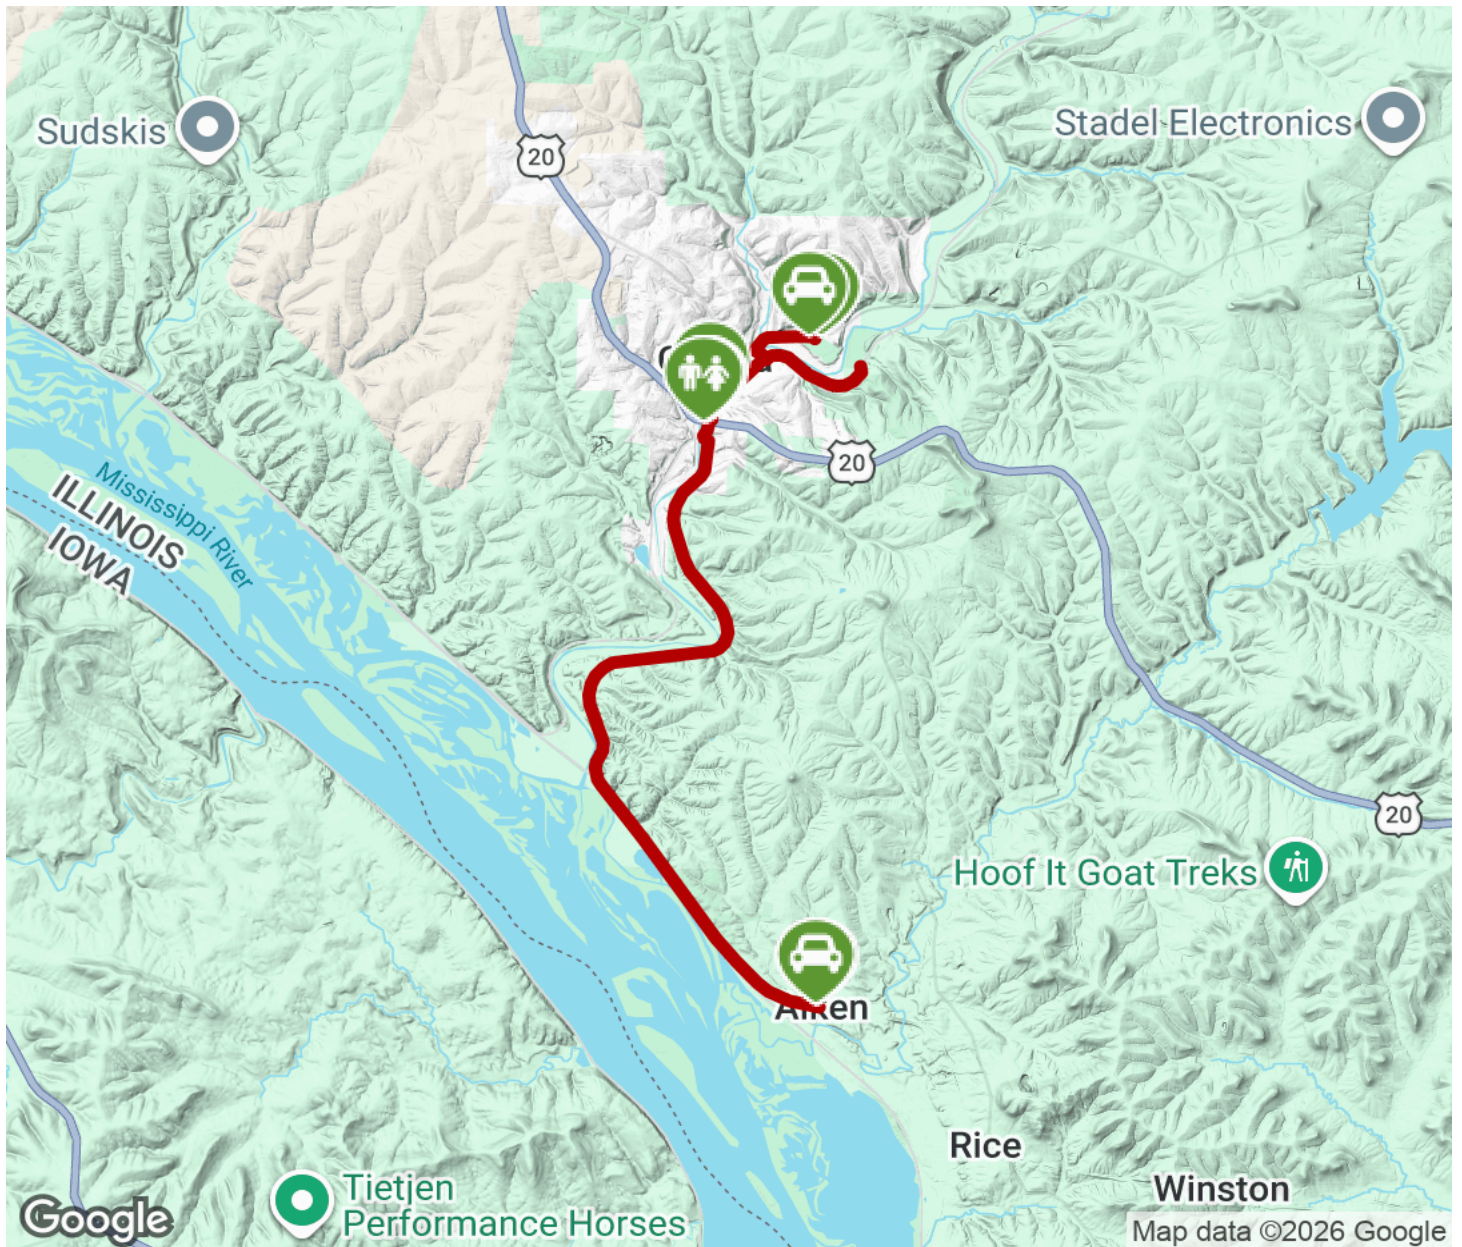 Sudskis
20
Stadel Electronics
20
ILLINOIS
IOWA
Mississippi River
20
Hoof It Goat Treks
Aiken
Rice
Winston
Tietjen
Performance Horses
Google
Map data ©2026 Google